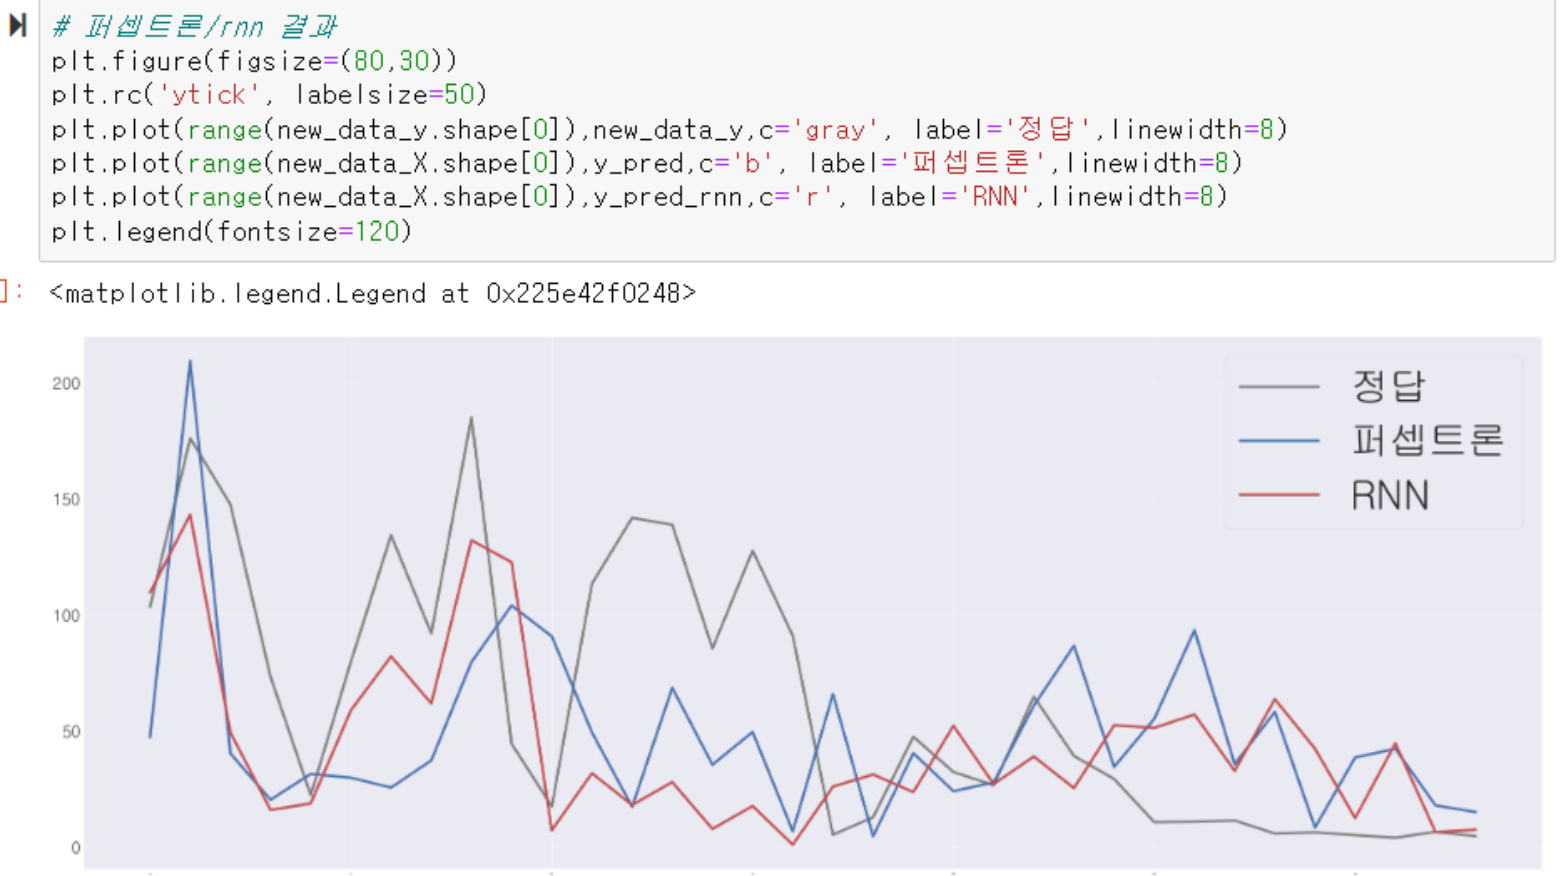 # 퍼셉트론/rnn 결과
plt.figure(figsize=(80,30))
plt.rc('ytick', labelsize=50)
plt.plot(range(new_data_y.shape[0]),new_data_y,c='gray', label='정답',linewidth=8)
plt.plot(range(new_data_X.shape[0]),y_pred,c='b', label='퍼셉트론',linewidth=8)
plt.plot(range(new_data_X.shape[0]),y_pred_rnn,c='r', label='RNN',linewidth=8)
plt.legend(fontsize=120)
]: <matplotlib.legend.Legend at 0x225e42f0248>
정답
퍼셉트론
RNN
200
150
100
50
0